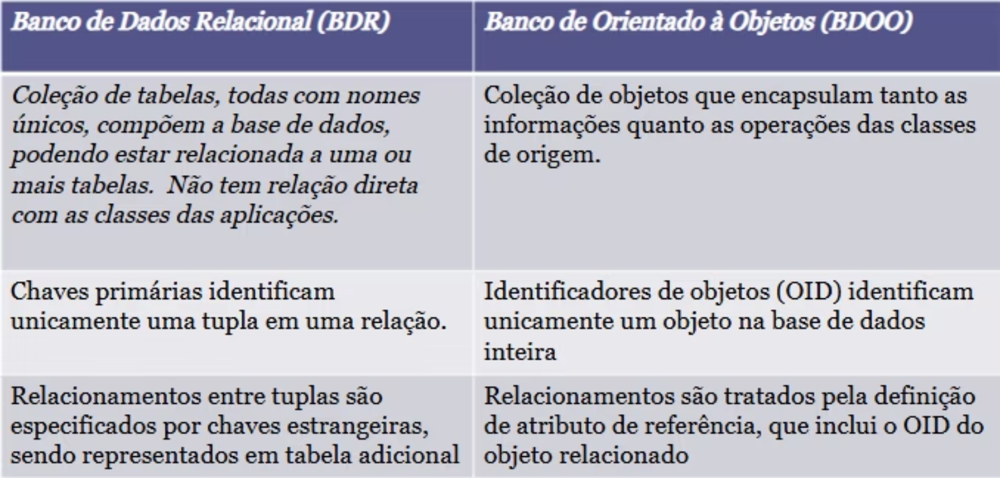 Banco de Dados Relacional (BDR)
Banco de Orientado à Objetos (BDOO)
Coleção de tabelas, todas com nomes
únicos, compõem a base de dados,
podendo estar relacionada a uma ou
mais tabelas.  Não tem relação direta
com as classes das aplicações.
Coleção de objetos que encapsulam tanto as
informações quanto as operações das classes
de origem.
Chaves primárias identificam
unicamente uma tupla em uma relação.
Identificadores de objetos (OID) identificam
unicamente um objeto na base de dados
inteira
Relacionamentos entre tuplas são
especificados por chaves estrangeiras,
sendo representados em tabela adicional
Relacionamentos são tratados pela definição
de atributo de referência, que inclui o OID do
objeto relacionado